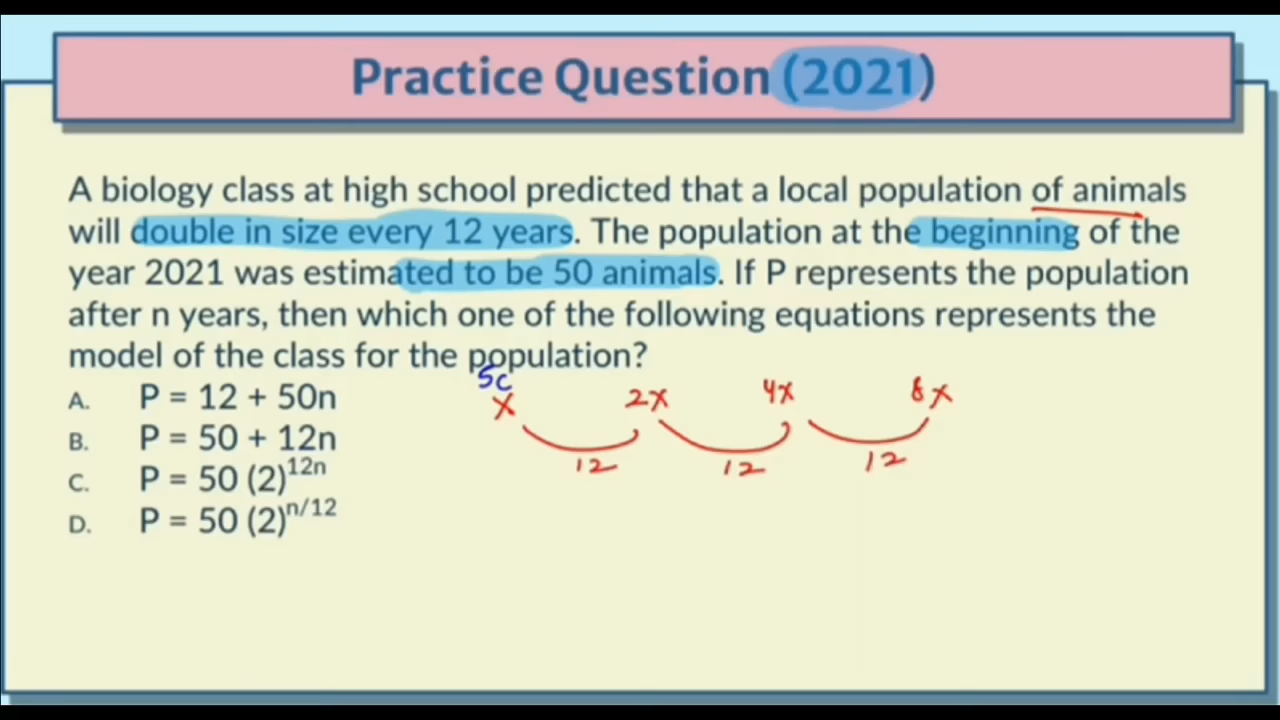 Practice Question (2021)
A biology class at high school predicted that a local population of animals
will double in size every 12 years. The population at the beginning of the
year 2021 was estimated to be 50 animals. If P represents the population
after n years, then which one of the following equations represents the
model of the class for the population?
A. P = 12 + 50n
B. P = 50 + 12n
C. P = 50 (2)^12n
D. P = 50 (2)^n/12
50
X 2X 4X 8X
12 12 12